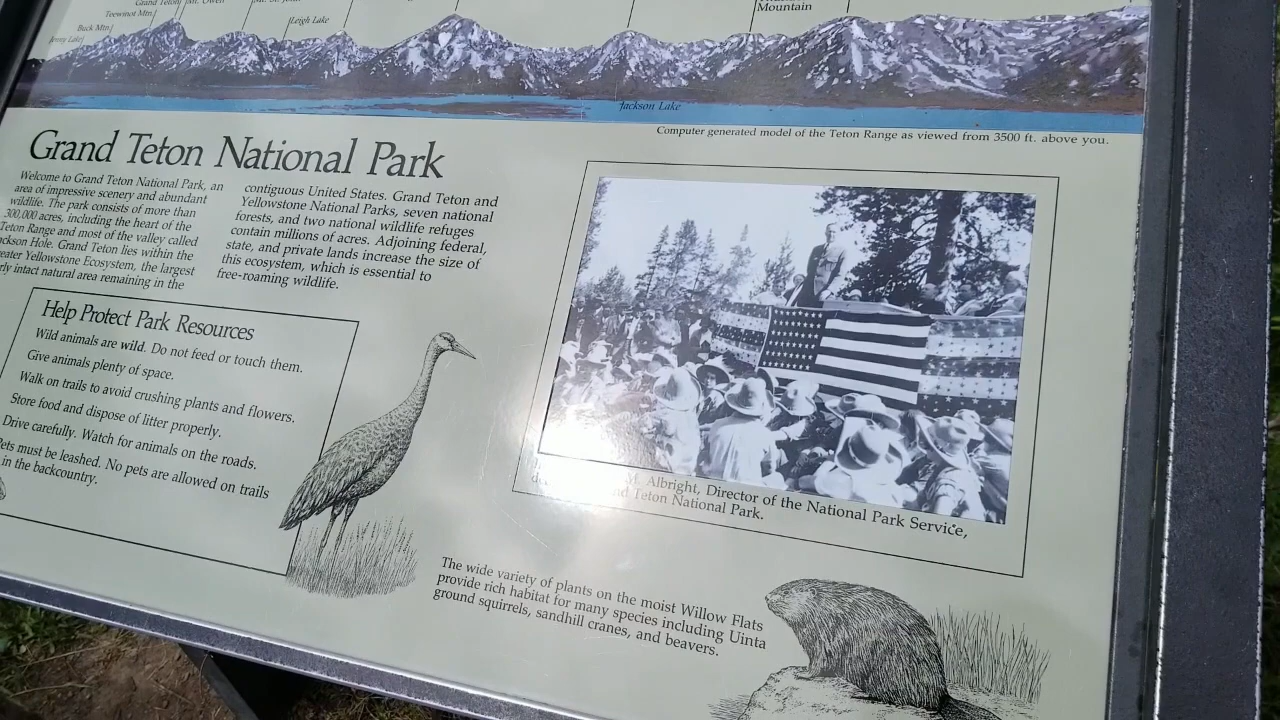 Grand Teton
Mt. Owen
Teewinot Mtn.
Mt. St. John
Leigh Lake
Mountain
Buck Mtn.
Jenny Lake
Jackson Lake
Computer generated model of the Teton Range as viewed from 3500 ft. above you.
Grand Teton National Park
Welcome to Grand Teton National Park, an
area of impressive scenery and abundant
wildlife. The park consists of more than
300,000 acres, including the heart of the
Teton Range and most of the valley called
ckson Hole. Grand Teton lies within the
eater Yellowstone Ecosystem, the largest
rly intact natural area remaining in the
contiguous United States. Grand Teton and
Yellowstone National Parks, seven national
forests, and two national wildlife refuges
contain millions of acres. Adjoining federal,
state, and private lands increase the size of
this ecosystem, which is essential to
free-roaming wildlife.
Help Protect Park Resources
Wild animals are wild. Do not feed or touch them.
Give animals plenty of space.
Walk on trails to avoid crushing plants and flowers.
Store food and dispose of litter properly.
Drive carefully. Watch for animals on the roads.
Pets must be leashed. No pets are allowed on trails
in the backcountry.
M. Albright, Director of the National Park Service,
nd Teton National Park.
The wide variety of plants on the moist Willow Flats
provide rich habitat for many species including Uinta
ground squirrels, sandhill cranes, and beavers.